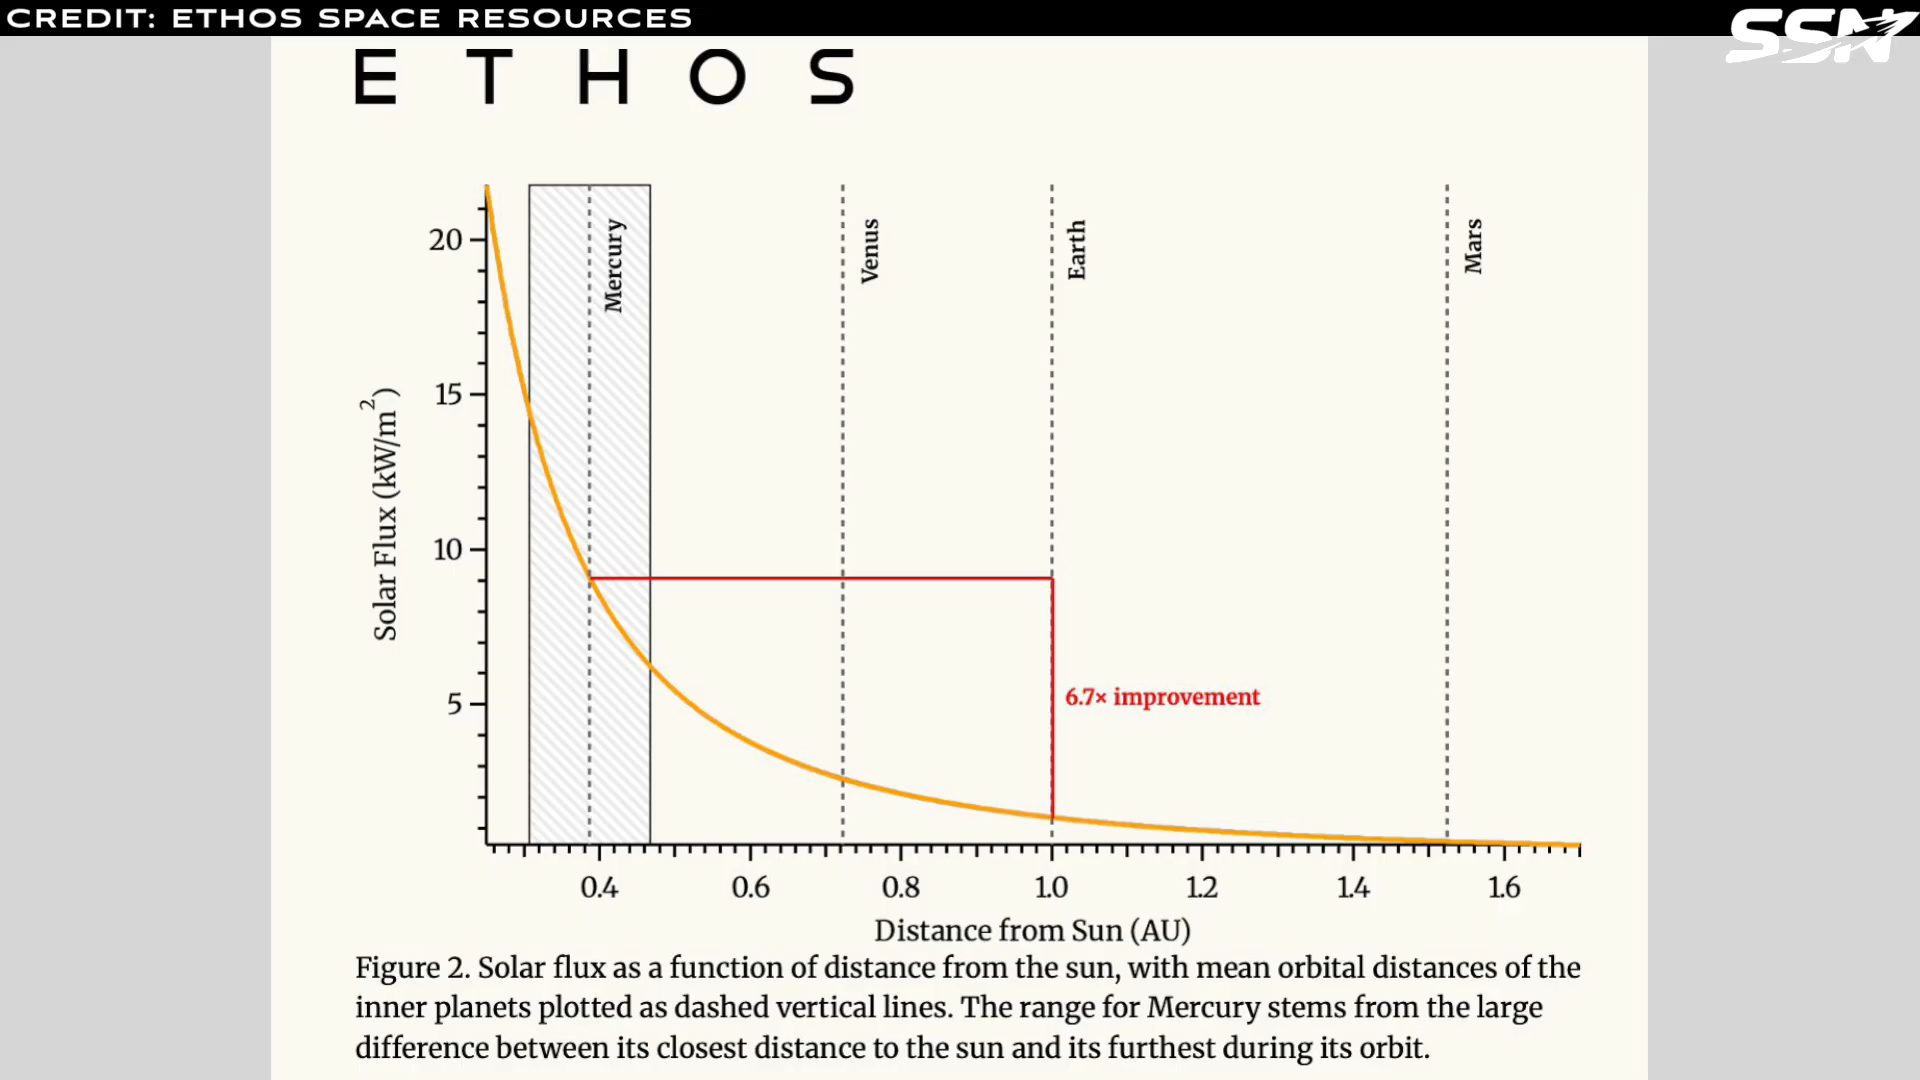 CREDIT: ETHOS SPACE RESOURCES
SSN
ETHOS
Mercury
Venus
Earth
Mars
20
15
10
5
Solar Flux (kW/m²)
6.7× improvement
0.4 0.6 0.8 1.0 1.2 1.4 1.6
Distance from Sun (AU)
Figure 2. Solar flux as a function of distance from the sun, with mean orbital distances of the
inner planets plotted as dashed vertical lines. The range for Mercury stems from the large
difference between its closest distance to the sun and its furthest during its orbit.